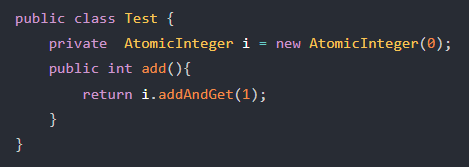 public class Test {
    private  AtomicInteger i = new AtomicInteger(0);
    public int add(){
        return i.addAndGet(1);
    }
}